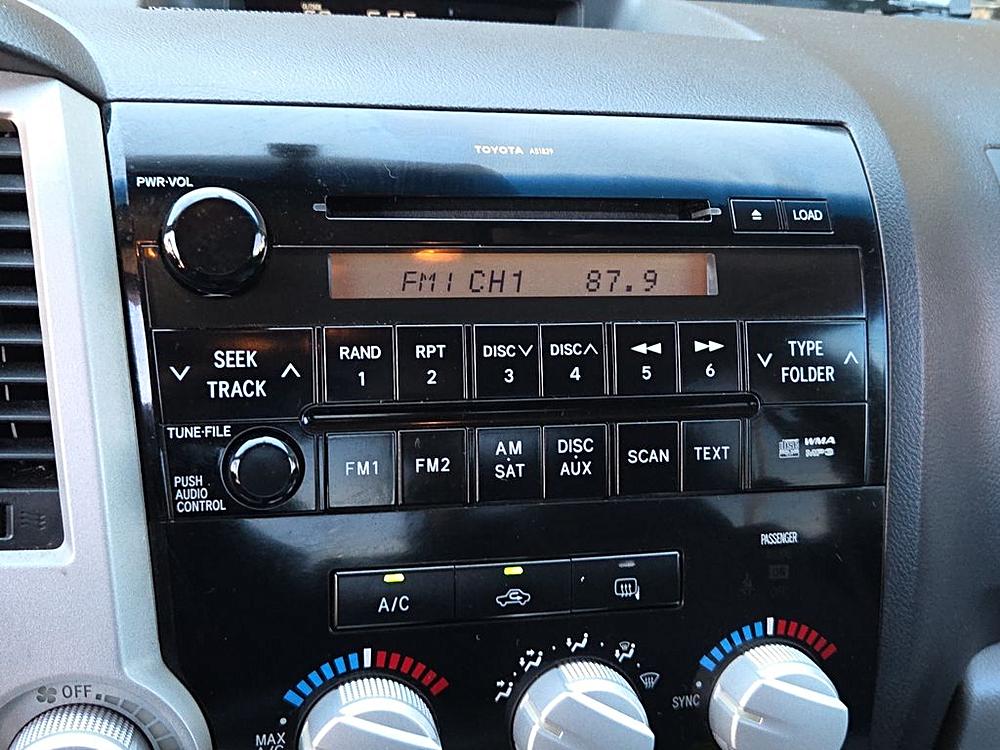 TOYOTA A51829
PWR·VOL
LOAD
FM1 CH1 87.9
SEEK
TRACK
RAND
1
RPT
2
DISC
3
DISC
4
5
6
TYPE
FOLDER
TUNE·FILE
PUSH
AUDIO
CONTROL
FM1
FM2
AM
SAT
DISC
AUX
SCAN
TEXT
WMA
MP3
PASSENGER
A/C
OFF
MAX
A/C
SYNC